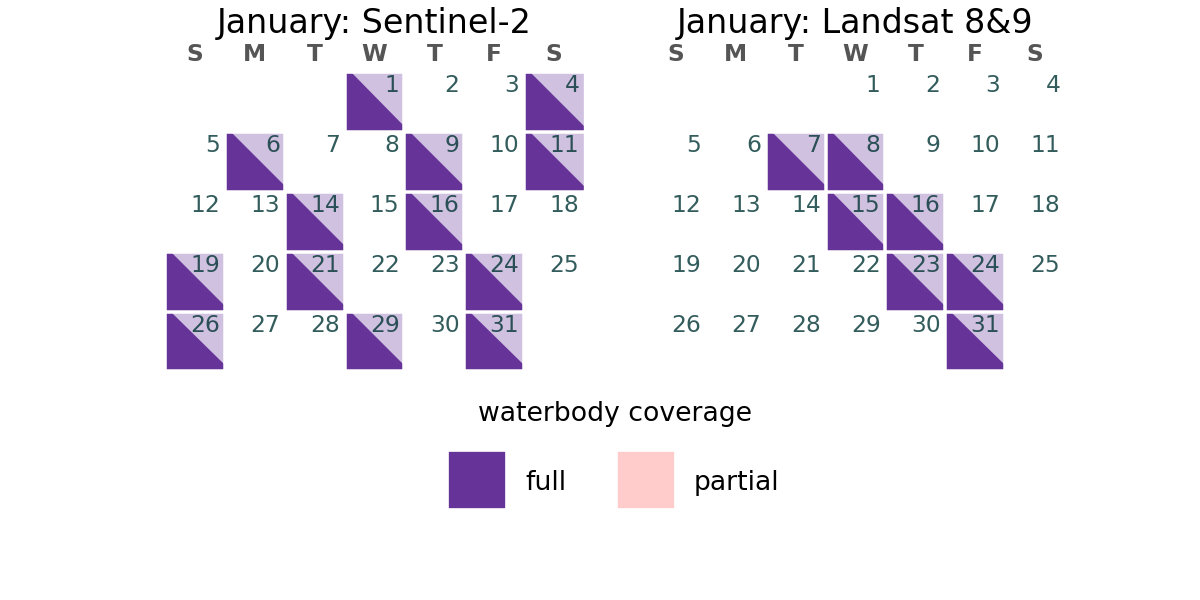 January: Sentinel-2
S M T W T F S
1 2 3 4
5 6 7 8 9 10 11
12 13 14 15 16 17 18
19 20 21 22 23 24 25
26 27 28 29 30 31
January: Landsat 8&9
S M T W T F S
1 2 3 4
5 6 7 8 9 10 11
12 13 14 15 16 17 18
19 20 21 22 23 24 25
26 27 28 29 30 31
waterbody coverage
full partial